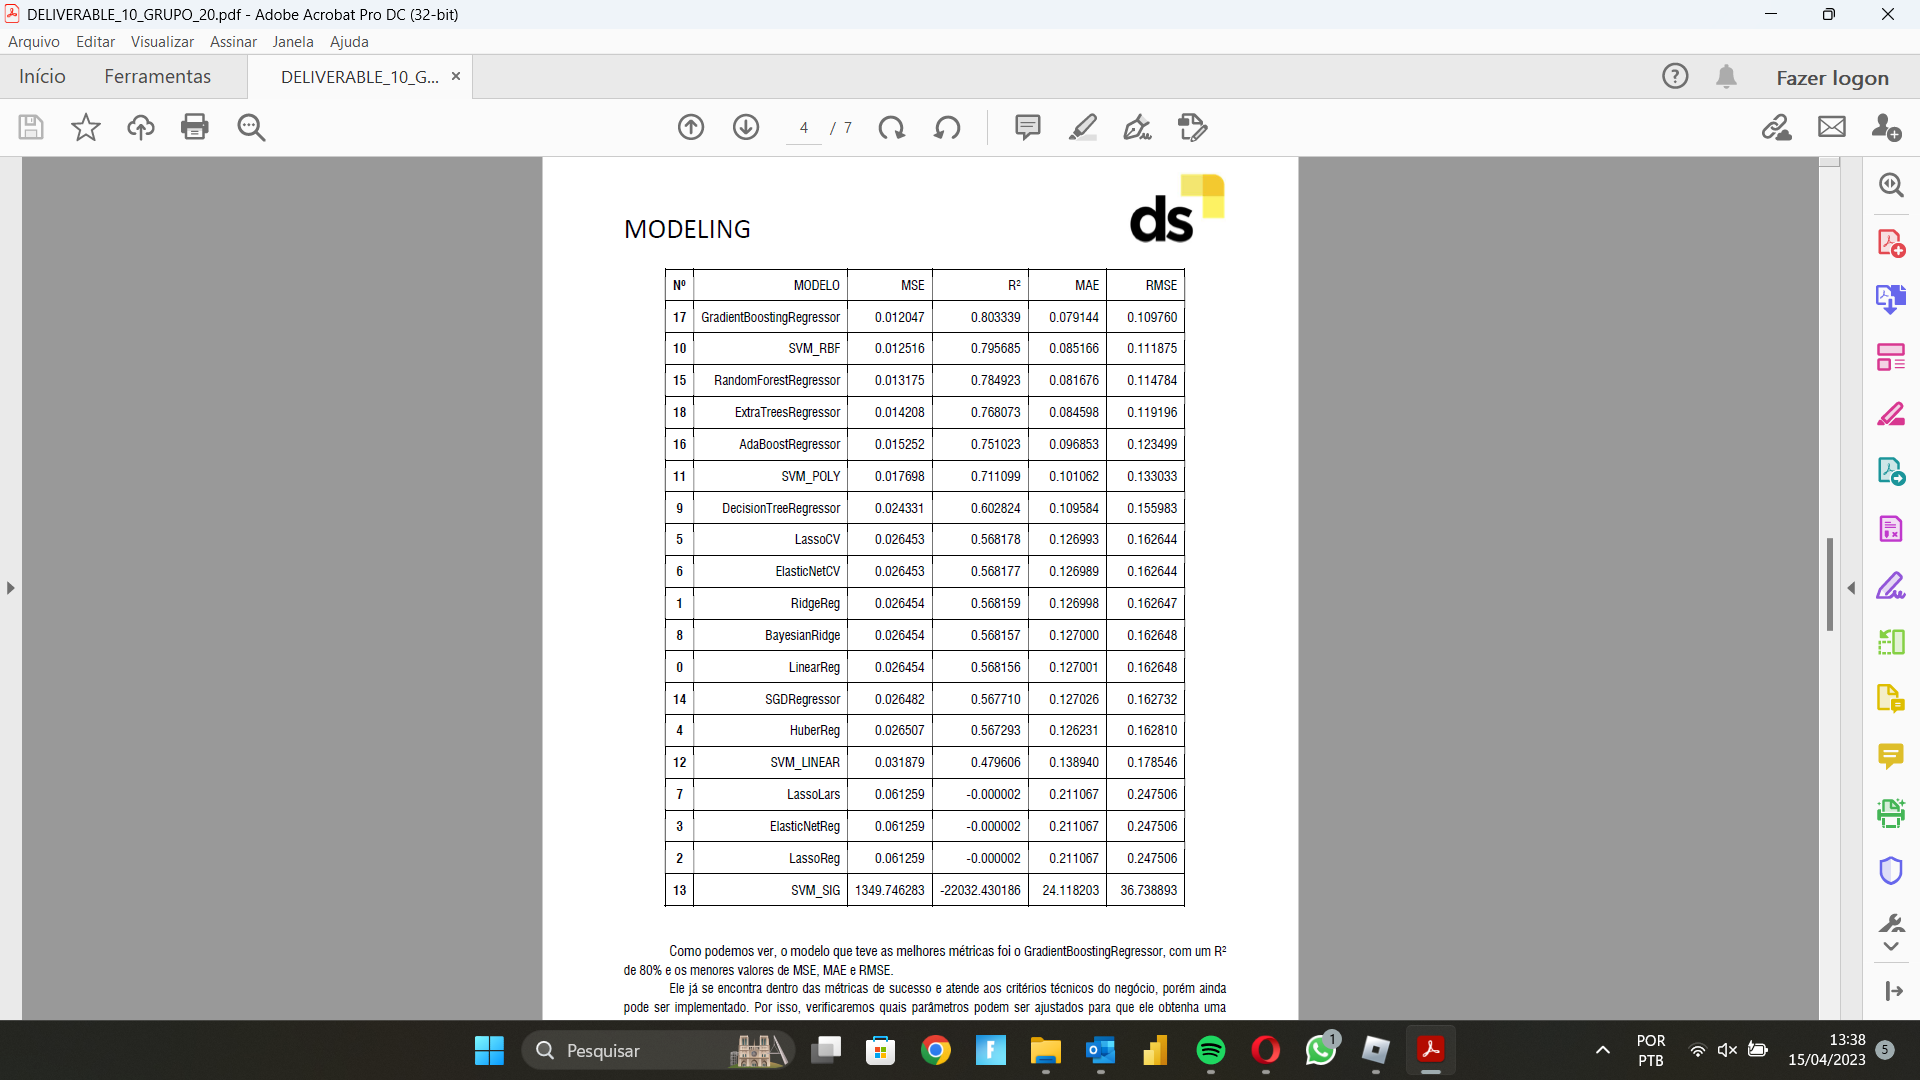 DELIVERABLE_10_GRUPO_20.pdf - Adobe Acrobat Pro DC (32-bit)
Arquivo Editar Visualizar Assinar Janela Ajuda
Início Ferramentas DELIVERABLE_10_G... × Fazer logon
4 / 7
ds
MODELING
Nº MODELO MSE R² MAE RMSE
17 GradientBoostingRegressor 0.012047 0.803339 0.079144 0.109760
10 SVM_RBF 0.012516 0.795685 0.085166 0.111875
15 RandomForestRegressor 0.013175 0.784923 0.081676 0.114784
18 ExtraTreesRegressor 0.014208 0.768073 0.084598 0.119196
16 AdaBoostRegressor 0.015252 0.751023 0.096853 0.123499
11 SVM_POLY 0.017698 0.711099 0.101062 0.133033
9 DecisionTreeRegressor 0.024331 0.602824 0.109584 0.155983
5 LassoCV 0.026453 0.568178 0.126993 0.162644
6 ElasticNetCV 0.026453 0.568177 0.126989 0.162644
1 RidgeReg 0.026454 0.568159 0.126998 0.162647
8 BayesianRidge 0.026454 0.568157 0.127000 0.162648
0 LinearReg 0.026454 0.568156 0.127001 0.162648
14 SGDRegressor 0.026482 0.567710 0.127026 0.162732
4 HuberReg 0.026507 0.567293 0.126231 0.162810
12 SVM_LINEAR 0.031879 0.479606 0.138940 0.178546
7 LassoLars 0.061259 -0.000002 0.211067 0.247506
3 ElasticNetReg 0.061259 -0.000002 0.211067 0.247506
2 LassoReg 0.061259 -0.000002 0.211067 0.247506
13 SVM_SIG 1349.746283 -22032.430186 24.118203 36.738893
Como podemos ver, o modelo que teve as melhores métricas foi o GradientBoostingRegressor, com um R²
de 80% e os menores valores de MSE, MAE e RMSE.
Ele já se encontra dentro das métricas de sucesso e atende aos critérios técnicos do negócio, porém ainda
pode ser implementado. Por isso, verificaremos quais parâmetros podem ser ajustados para que ele obtenha uma
Pesquisar
1
POR
PTB
13:38
15/04/2023
5